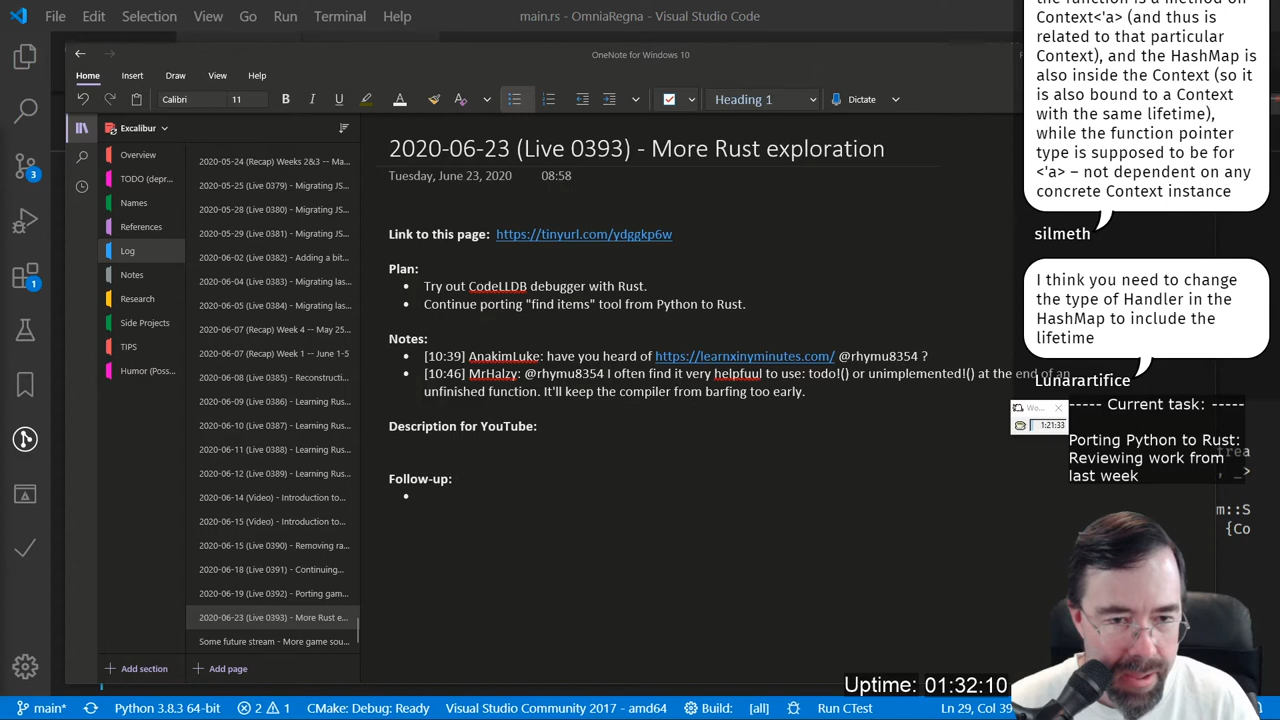 File Edit Selection View Go Run Terminal Help
main.rs - OmniaRegna - Visual Studio Code
OneNote for Windows 10
Home Insert Draw View Help
Calibri 11 B I U A Heading 1 Dictate
Excalibur
Overview
TODO (depr...
Names
References
Log
Notes
Research
Side Projects
TIPS
Humor (Poss...
Add section
2020-05-24 (Recap) Weeks 2&3 -- Ma...
2020-05-25 (Live 0379) - Migrating JS...
2020-05-28 (Live 0380) - Migrating JS...
2020-05-29 (Live 0381) - Migrating JS...
2020-06-02 (Live 0382) - Adding a bit...
2020-06-04 (Live 0383) - Migrating las...
2020-06-05 (Live 0384) - Migrating las...
2020-06-07 (Recap) Week 4 -- May 25...
2020-06-07 (Recap) Week 1 -- June 1-5
2020-06-08 (Live 0385) - Reconstructi...
2020-06-09 (Live 0386) - Learning Rus...
2020-06-10 (Live 0387) - Learning Rus...
2020-06-11 (Live 0388) - Learning Rus...
2020-06-12 (Live 0389) - Learning Rus...
2020-06-14 (Video) - Introduction to...
2020-06-15 (Video) - Introduction to...
2020-06-15 (Live 0390) - Removing ra...
2020-06-18 (Live 0391) - Continuing...
2020-06-19 (Live 0392) - Porting gam...
2020-06-23 (Live 0393) - More Rust e...
Some future stream - More game sou...
Add page
2020-06-23 (Live 0393) - More Rust exploration
Tuesday, June 23, 2020 08:58
Link to this page: https://tinyurl.com/ydggkp6w
Plan:
• Try out CodeLLDB debugger with Rust.
• Continue porting "find items" tool from Python to Rust.
Notes:
• [10:39] AnakimLuke: have you heard of https://learnxinyminutes.com/ @rhymu8354 ?
• [10:46] MrHalzy: @rhymu8354 I often find it very helpfuul to use: todo!() or unimplemented!() at the end of an
unfinished function. It'll keep the compiler from barfing too early.
Description for YouTube:
Follow-up:
•
the function is a method on
Context<'a> (and thus is
related to that particular
Context), and the HashMap is
also inside the Context (so it
is also bound to a Context
with the same lifetime),
while the function pointer
type is supposed to be for
<'a> – not dependent on any
concrete Context instance
silmeth
I think you need to change
the type of Handler in the
HashMap to include the
lifetime
Lunarartifice
Wo...
1:21:33
----- Current task: -----
Porting Python to Rust:
Reviewing work from
last week
trea
, _>
m::S
{Co
3
1
Uptime: 01:32:10
main* Python 3.8.3 64-bit 2 1 CMake: Debug: Ready Visual Studio Community 2017 - amd64 Build: [all] Run CTest Ln 29, Col 39